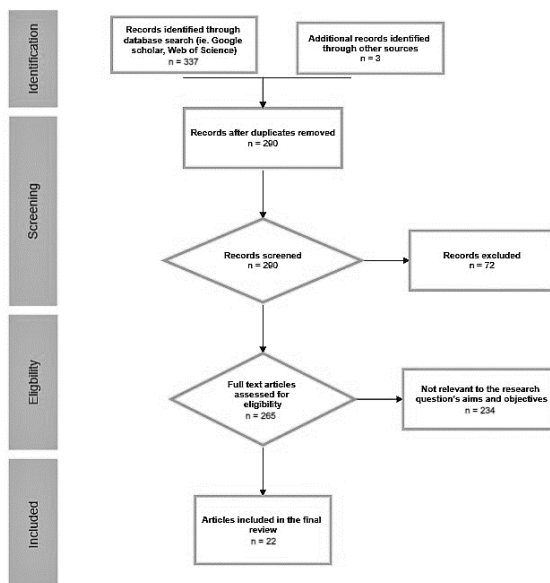 Identification
Records identified through
database search (ie. Google
scholar, Web of Science)
n = 337
Additional records identified
through other sources
n = 3
Screening
Records after duplicates removed
n = 290
Records screened
n = 290
Records excluded
n = 72
Eligbility
Full text articles
assessed for
eligibility
n = 265
Not relevant to the research
question's aims and objectives
n = 234
Included
Articles included in the final
review
n = 22